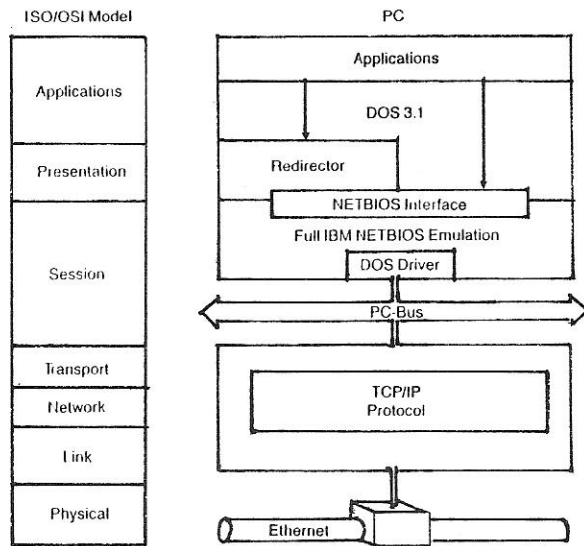 ISO/OSI Model
Applications
Presentation
Session
Transport
Network
Link
Physical
PC
Applications
DOS 3.1
Redirector
NETBIOS Interface
Full IBM NETBIOS Emulation
DOS Driver
PC-Bus
TCP/IP
Protocol
Ethernet